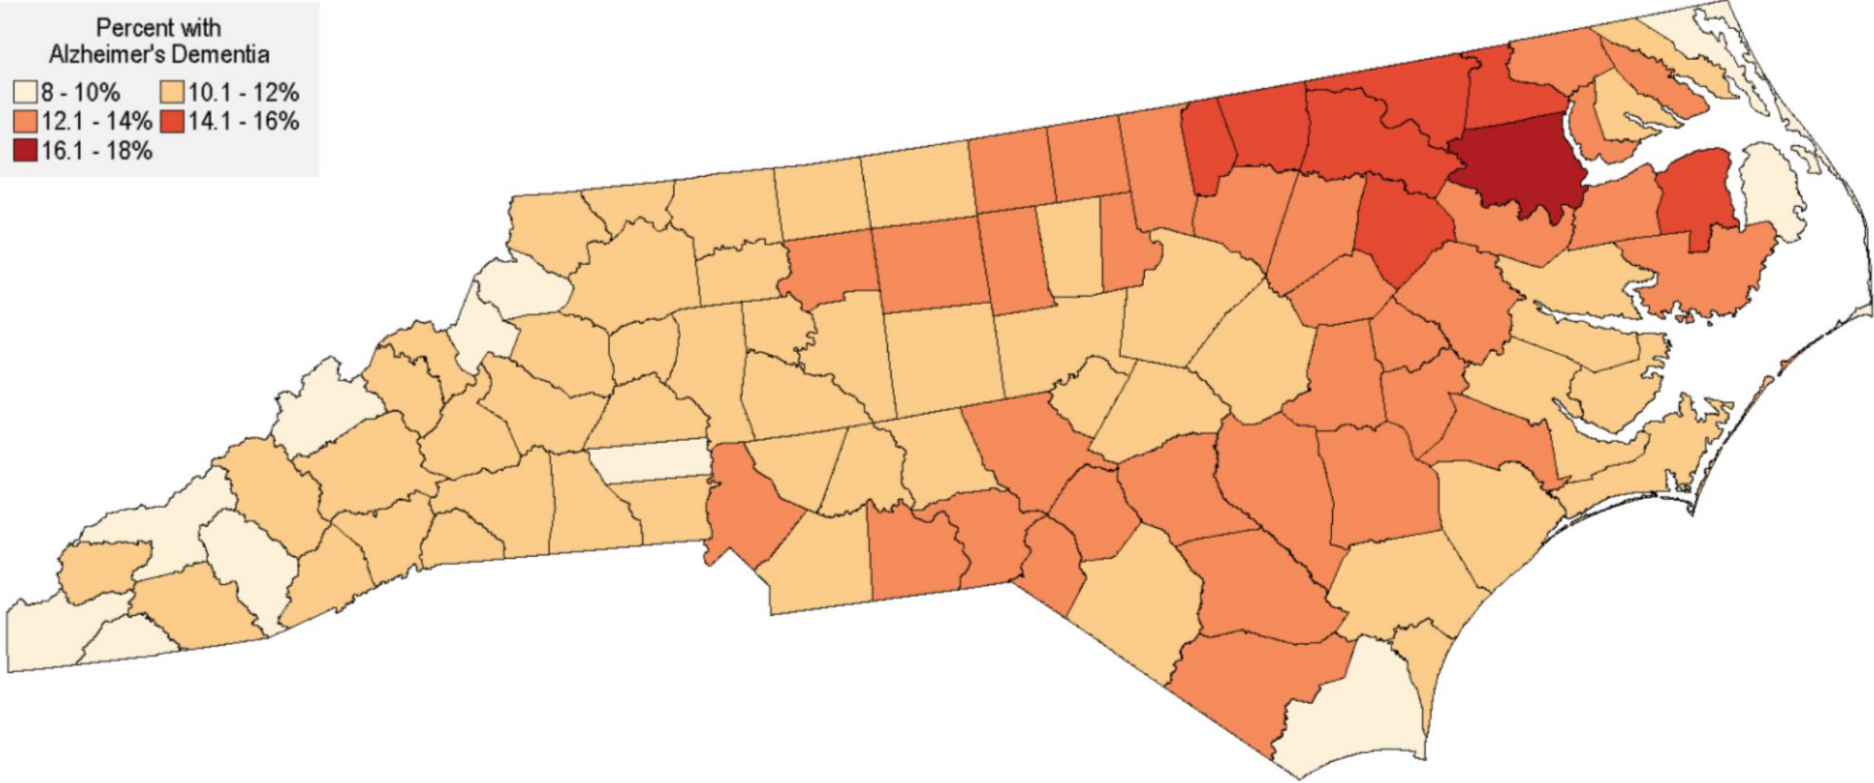 Percent with
Alzheimer's Dementia
8 - 10% 10.1 - 12%
12.1 - 14% 14.1 - 16%
16.1 - 18%